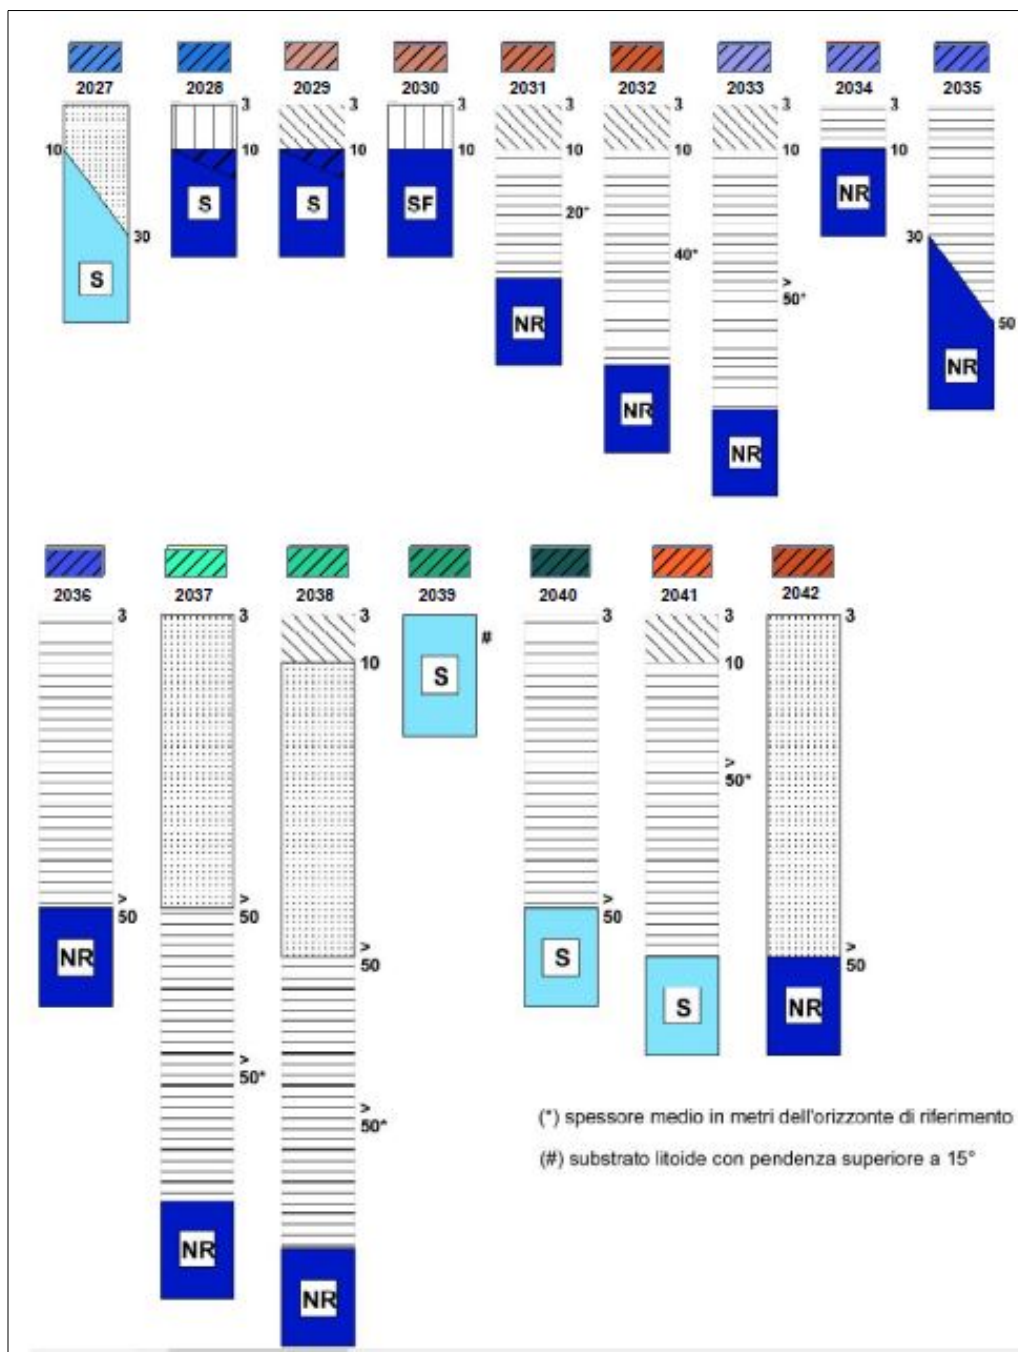 2027 2028 2029 2030 2031 2032 2033 2034 2035
3 3 3 3 3 3 3
10 10 10 10 10 10 10 10
20*
30 30
40*
>
50*
50
S S S SF NR NR NR NR NR
2036 2037 2038 2039 2040 2041 2042
3 3 3 3 3 3
#
10 10
>
50*
>
50
>
50
>
50
>
50
>
50
>
50*
>
50*
NR NR NR S S S NR
(*) spessore medio in metri dell'orizzonte di riferimento
(#) substrato litoide con pendenza superiore a 15°